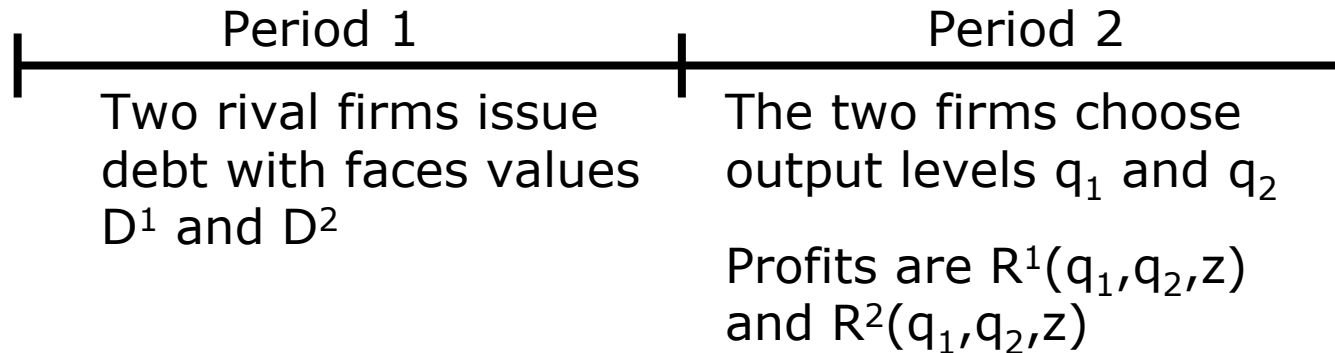 Period 1
Period 2
Two rival firms issue
debt with faces values
D¹ and D²
The two firms choose
output levels q₁ and q₂
Profits are R¹(q₁,q₂,z)
and R²(q₁,q₂,z)